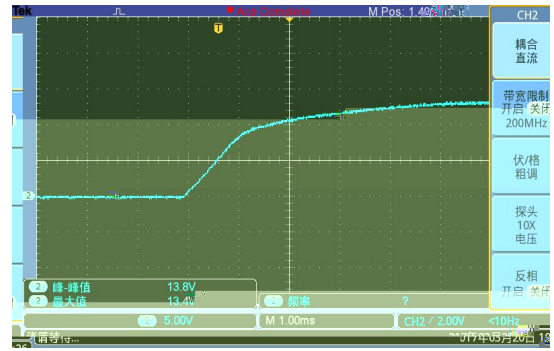 Tek
M Pos: 1.4
CH2
耦合
直流
带宽限制
开启 关闭
200MHz
伏/格
粗调
探头
10X
电压
反相
开启 关闭
2
2 峰-峰值 13.8V
2 最大值 13.4V
2 频率 ?
2 5.00V
M 1.00ms
CH2 2.00V
<10Hz
请稍等...